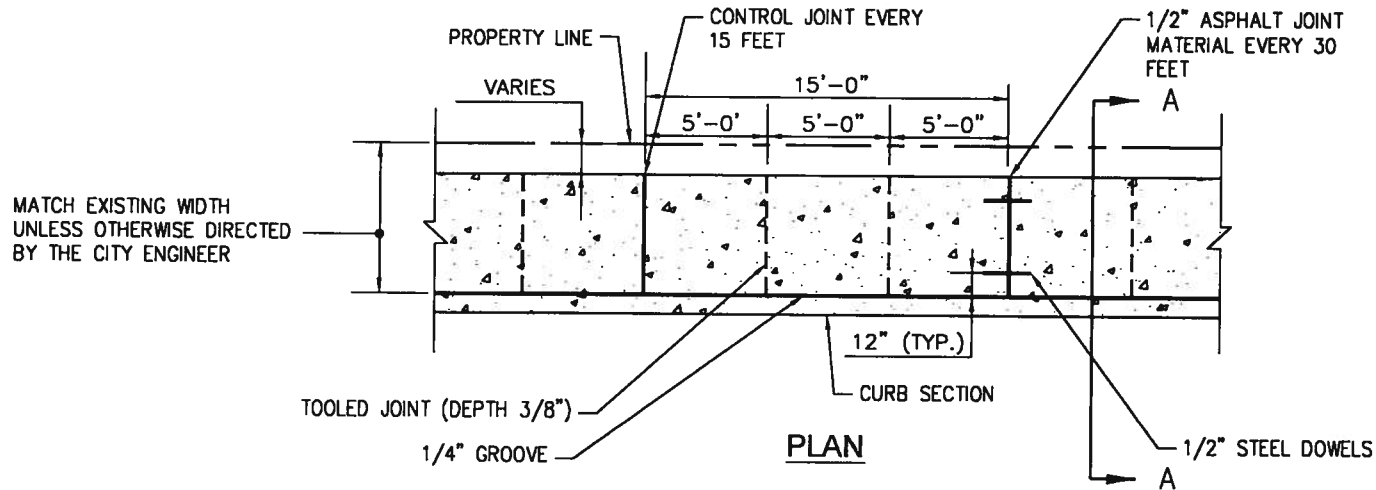 CONTROL JOINT EVERY
15 FEET
PROPERTY LINE
1/2" ASPHALT JOINT
MATERIAL EVERY 30
FEET
VARIES
15'-0"
A
5'-0'
5'-0"
5'-0"
MATCH EXISTING WIDTH
UNLESS OTHERWISE DIRECTED
BY THE CITY ENGINEER
12" (TYP.)
CURB SECTION
TOOLED JOINT (DEPTH 3/8")
1/4" GROOVE
PLAN
1/2" STEEL DOWELS
A